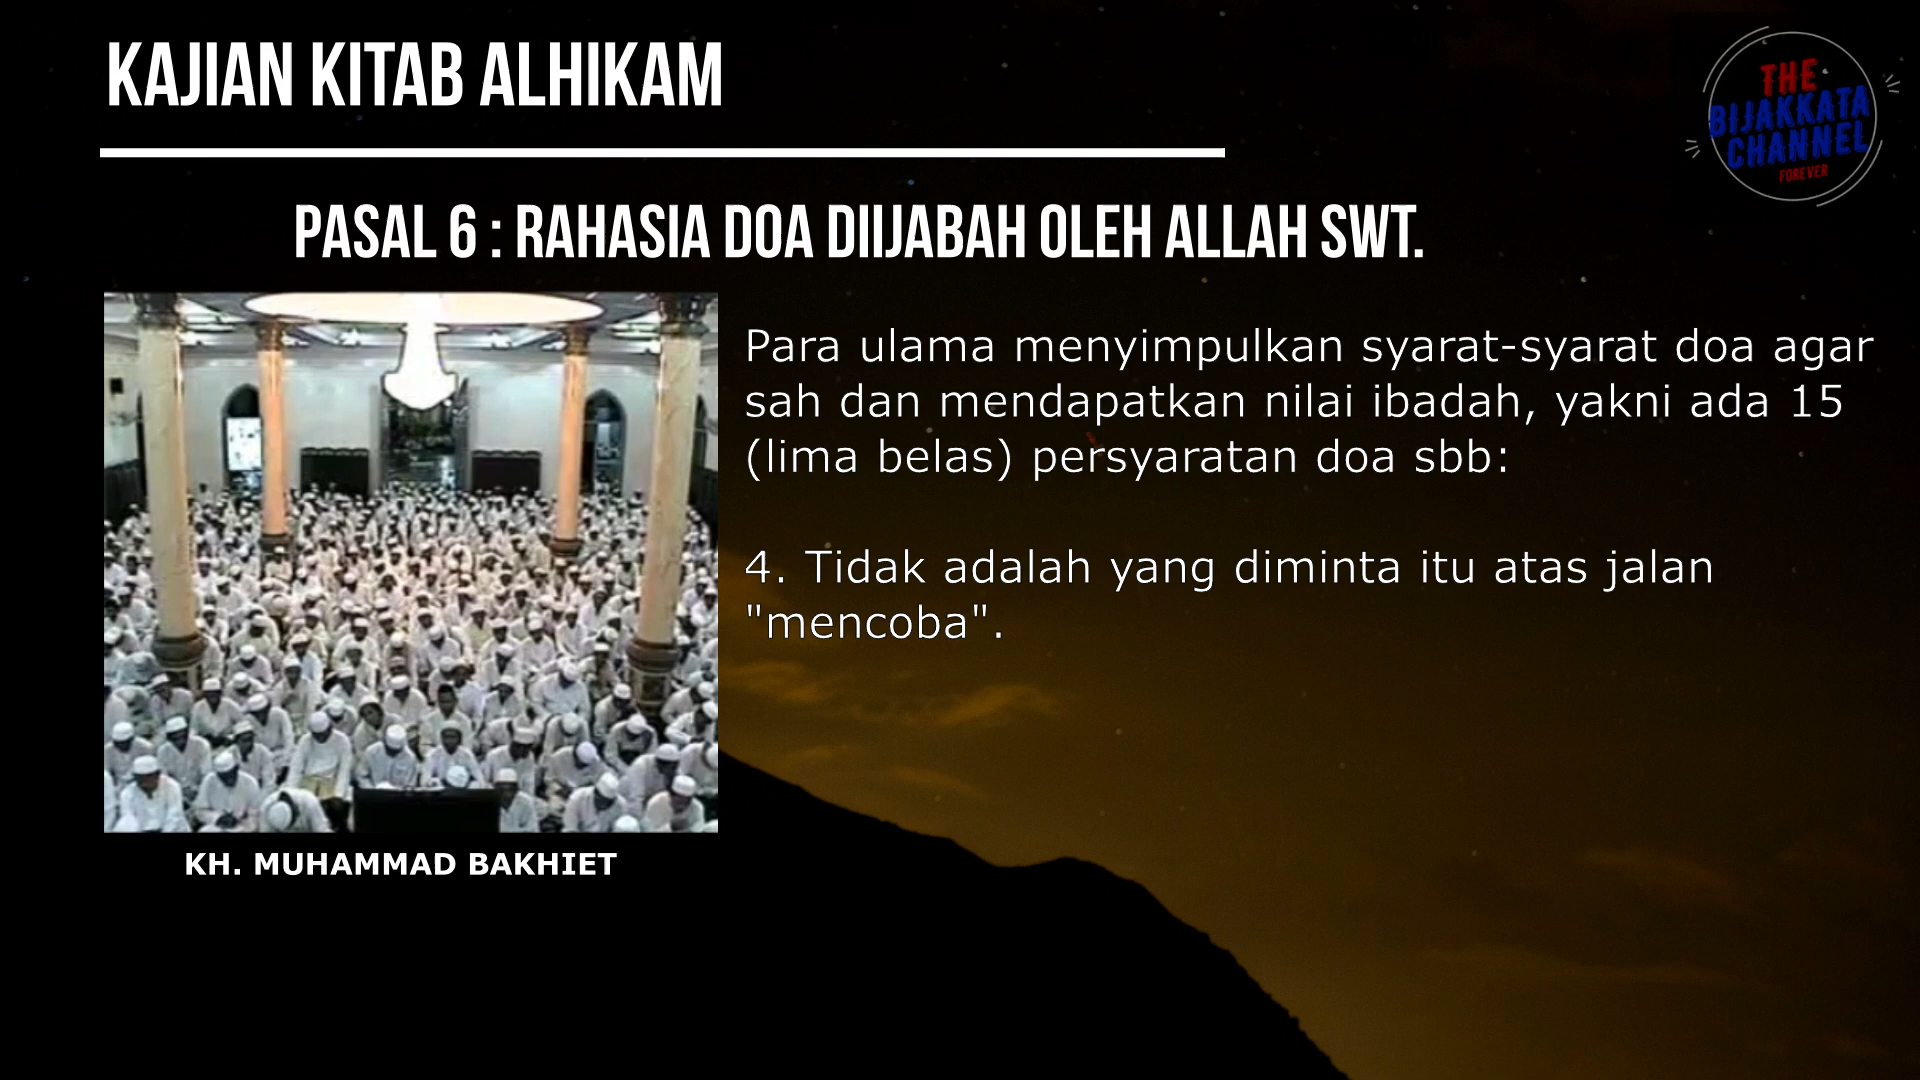 KAJIAN KITAB ALHIKAM
THE
BIJAKKATA
CHANNEL
FOREVER
PASAL 6 : RAHASIA DOA DIIJABAH OLEH ALLAH SWT.
Para ulama menyimpulkan syarat-syarat doa agar
sah dan mendapatkan nilai ibadah, yakni ada 15
(lima belas) persyaratan doa sbb:
4. Tidak adalah yang diminta itu atas jalan
"mencoba".
KH. MUHAMMAD BAKHIET